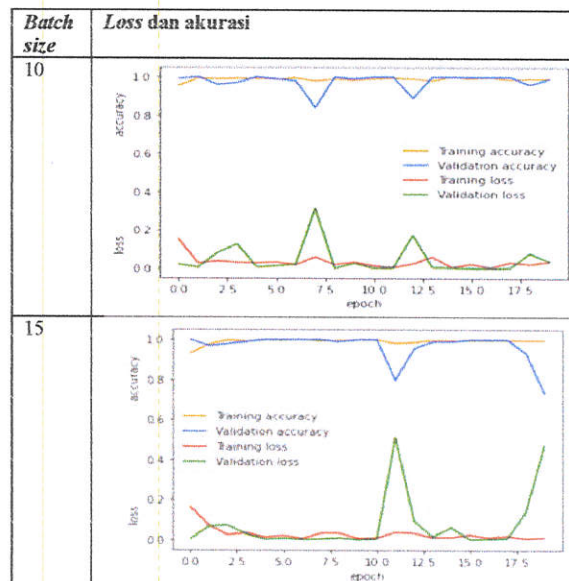 Batch size
Loss dan akurasi
10
accuracy
loss
1.0
0.8
0.6
0.4
0.2
0.0
Training accuracy
Validation accuracy
Training loss
Validation loss
0.0 2.5 5.0 7.5 10.0 12.5 15.0 17.5
epoch
15
accuracy
loss
1.0
0.8
0.6
0.4
0.2
0.0
Training accuracy
Validation accuracy
Training loss
Validation loss
0.0 2.5 5.0 7.5 10.0 12.5 15.0 17.5
epoch